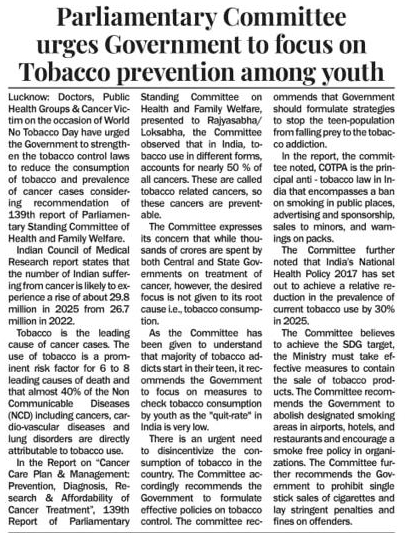 Parliamentary Committee
urges Government to focus on
Tobacco prevention among youth
Lucknow: Doctors, Public
Health Groups & Cancer Vic-
tim on the occasion of World
No Tobacco Day have urged
the Government to strength-
en the tobacco control laws
to reduce the consumption
of tobacco and prevalence
of cancer cases consider-
ing recommendation of
139th report of Parliamen-
tary Standing Committee of
Health and Family Welfare.
Indian Council of Medical
Research report states that
the number of Indian suffer-
ing from cancer is likely to ex-
perience a rise of about 29.8
million in 2025 from 26.7
million in 2022.
Tobacco is the leading
cause of cancer cases. The
use of tobacco is a prom-
inent risk factor for 6 to 8
leading causes of death and
that almost 40% of the Non
Communicable Diseases
(NCD) including cancers, car-
dio-vascular diseases and
lung disorders are directly
attributable to tobacco use.
In the Report on "Cancer
Care Plan & Management:
Prevention, Diagnosis, Re-
search & Affordability of
Cancer Treatment", 139th
Report of Parliamentary
Standing Committee on
Health and Family Welfare,
presented to Rajyasabha/
Loksabha, the Committee
observed that in India, to-
bacco use in different forms,
accounts for nearly 50 % of
all cancers. These are called
tobacco related cancers, so
these cancers are prevent-
able.
The Committee expresses
its concern that while thou-
sands of crores are spent by
both Central and State Gov-
ernments on treatment of
cancer, however, the desired
focus is not given to its root
cause i.e., tobacco consump-
tion.
As the Committee has
been given to understand
that majority of tobacco ad-
dicts start in their teen, it rec-
ommends the Government
to focus on measures to
check tobacco consumption
by youth as the "quit-rate" in
India is very low.
There is an urgent need
to disincentivize the con-
sumption of tobacco in the
country. The Committee ac-
cordingly recommends the
Government to formulate
effective policies on tobacco
control. The committee rec-
ommends that Government
should formulate strategies
to stop the teen-population
from falling prey to the tobac-
co addiction.
In the report, the commit-
tee noted, COTPA is the prin-
cipal anti - tobacco law in In-
dia that encompasses a ban
on smoking in public places,
advertising and sponsorship,
sales to minors, and warn-
ings on packs.
The Committee further
noted that India's National
Health Policy 2017 has set
out to achieve a relative re-
duction in the prevalence of
current tobacco use by 30%
in 2025.
The Committee believes
to achieve the SDG target,
the Ministry must take ef-
fective measures to contain
the sale of tobacco prod-
ucts. The Committee recom-
mends the Government to
abolish designated smoking
areas in airports, hotels, and
restaurants and encourage a
smoke free policy in organi-
zations. The Committee fur-
ther recommends the Gov-
ernment to prohibit single
stick sales of cigarettes and
lay stringent penalties and
fines on offenders.